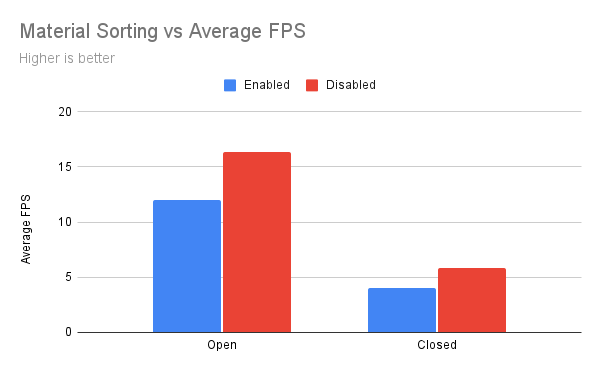 Material Sorting vs Average FPS
Higher is better
Enabled Disabled
20
15
10
5
0
Average FPS
Open Closed